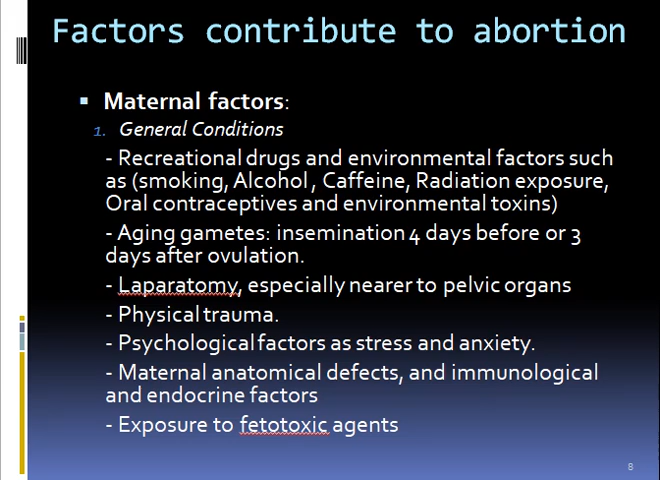 Factors contribute to abortion
▪ Maternal factors:
1. General Conditions
- Recreational drugs and environmental factors such
as (smoking, Alcohol , Caffeine, Radiation exposure,
Oral contraceptives and environmental toxins)
- Aging gametes: insemination 4 days before or 3
days after ovulation.
- Laparatomy, especially nearer to pelvic organs
- Physical trauma.
- Psychological factors as stress and anxiety.
- Maternal anatomical defects, and immunological
and endocrine factors
- Exposure to fetotoxic agents
8